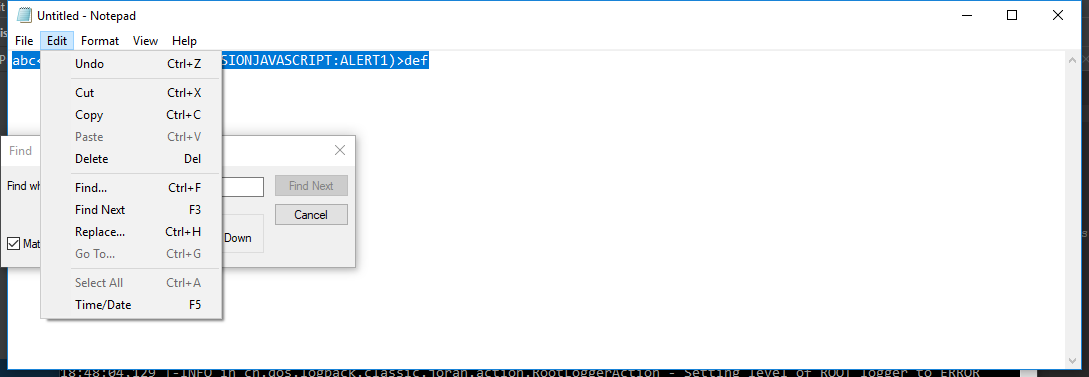 Untitled - Notepad
File Edit Format View Help
abc< SIONJAVASCRIPT:ALERT1)>def
Undo Ctrl+Z
Cut Ctrl+X
Copy Ctrl+C
Paste Ctrl+V
Delete Del
Find... Ctrl+F
Find Next F3
Replace... Ctrl+H
Go To... Ctrl+G
Select All Ctrl+A
Time/Date F5
Find
Find wh
Find Next
Cancel
Mat
Down
18:48:04.129 |-INFO in ch.qos.logback.classic.joran.action.RootLoggerAction - Setting level of ROOT logger to ERROR